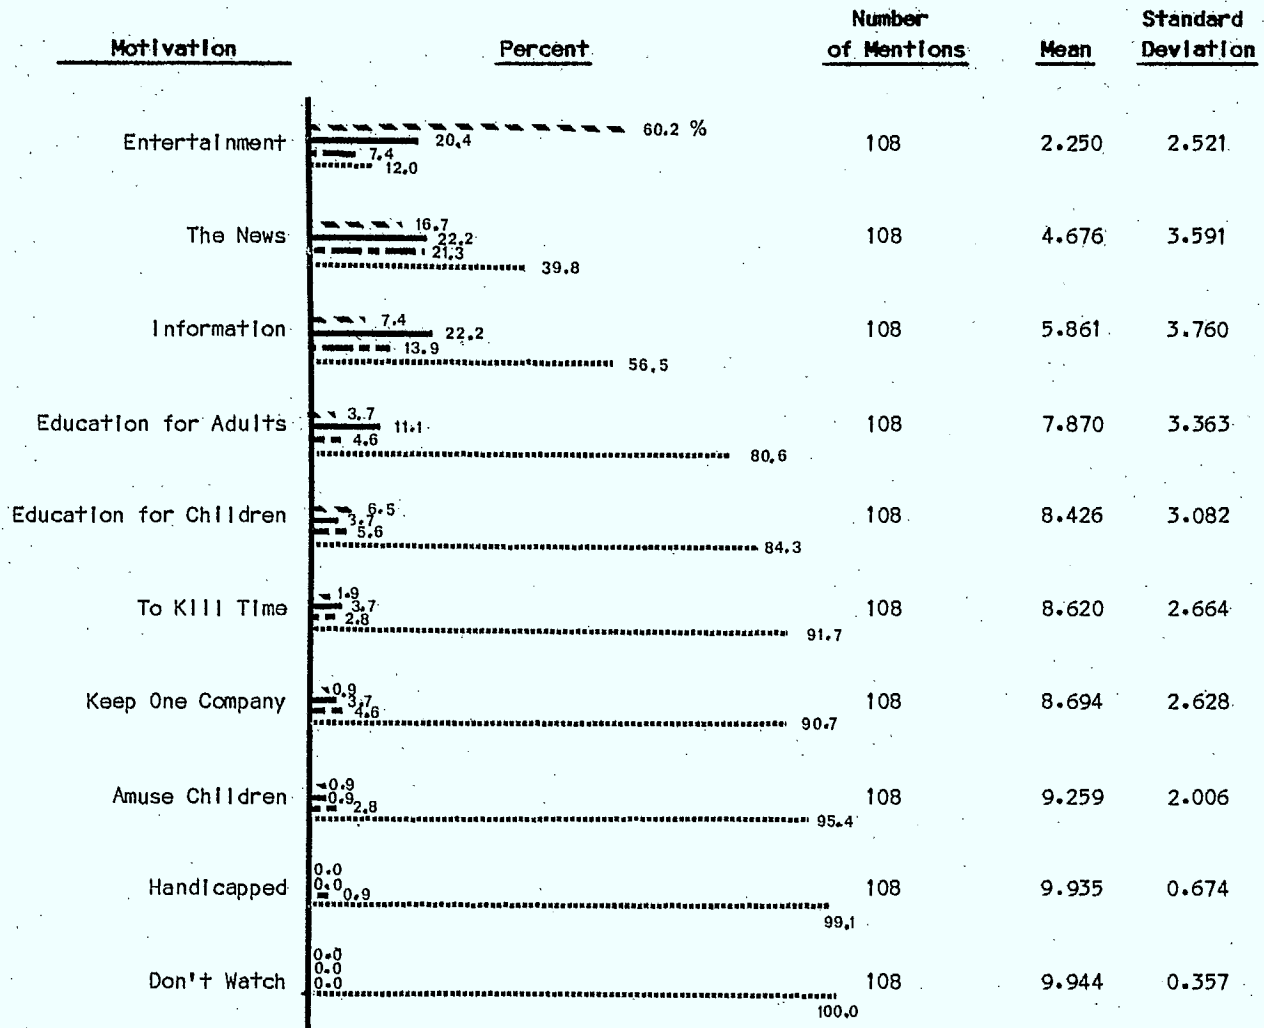 Number Standard
Motivation Percent of Mentions Mean Deviation
60.2 %
Entertainment 20.4 108 2.250 2.521
7.4
12.0
16.7
The News 22.2 108 4.676 3.591
21.3
39.8
7.4
Information 22.2 108 5.861 3.760
13.9
56.5
3.7
Education for Adults 11.1 108 7.870 3.363
4.6
80.6
6.5
Education for Children 3.7 108 8.426 3.082
5.6
84.3
1.9
To Kill Time 3.7 108 8.620 2.664
2.8
91.7
0.9
Keep One Company 3.7 108 8.694 2.628
4.6
90.7
0.9
Amuse Children 0.9 108 9.259 2.006
2.8
95.4
0.0
Handicapped 0.0 108 9.935 0.674
0.9
99.1
0.0
0.0
Don't Watch 0.0 108 9.944 0.357
100.0